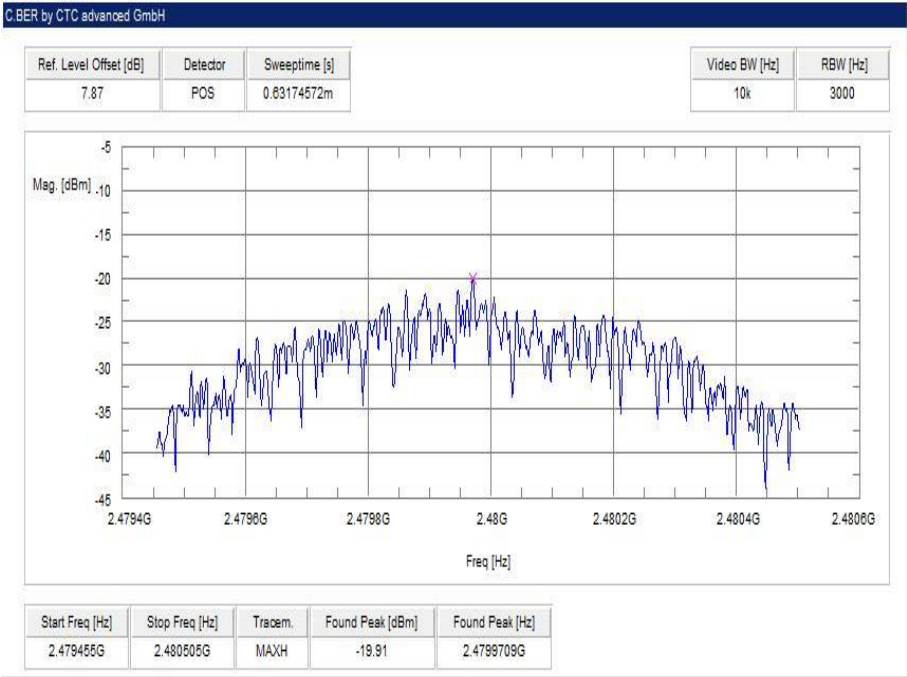 C.BER by CTC advanced GmbH
Ref. Level Offset [dB] Detector Sweeptime [s] Video BW [Hz] RBW [Hz]
7.87 POS 0.63174572m 10k 3000
-5
Mag. [dBm] -10
-15
-20
-25
-30
-35
-40
-45
2.4794G 2.4796G 2.4798G 2.48G 2.4802G 2.4804G 2.4806G
Freq [Hz]
Start Freq [Hz] Stop Freq [Hz] Tracem. Found Peak [dBm] Found Peak [Hz]
2.479455G 2.480505G MAXH -19.91 2.4799709G